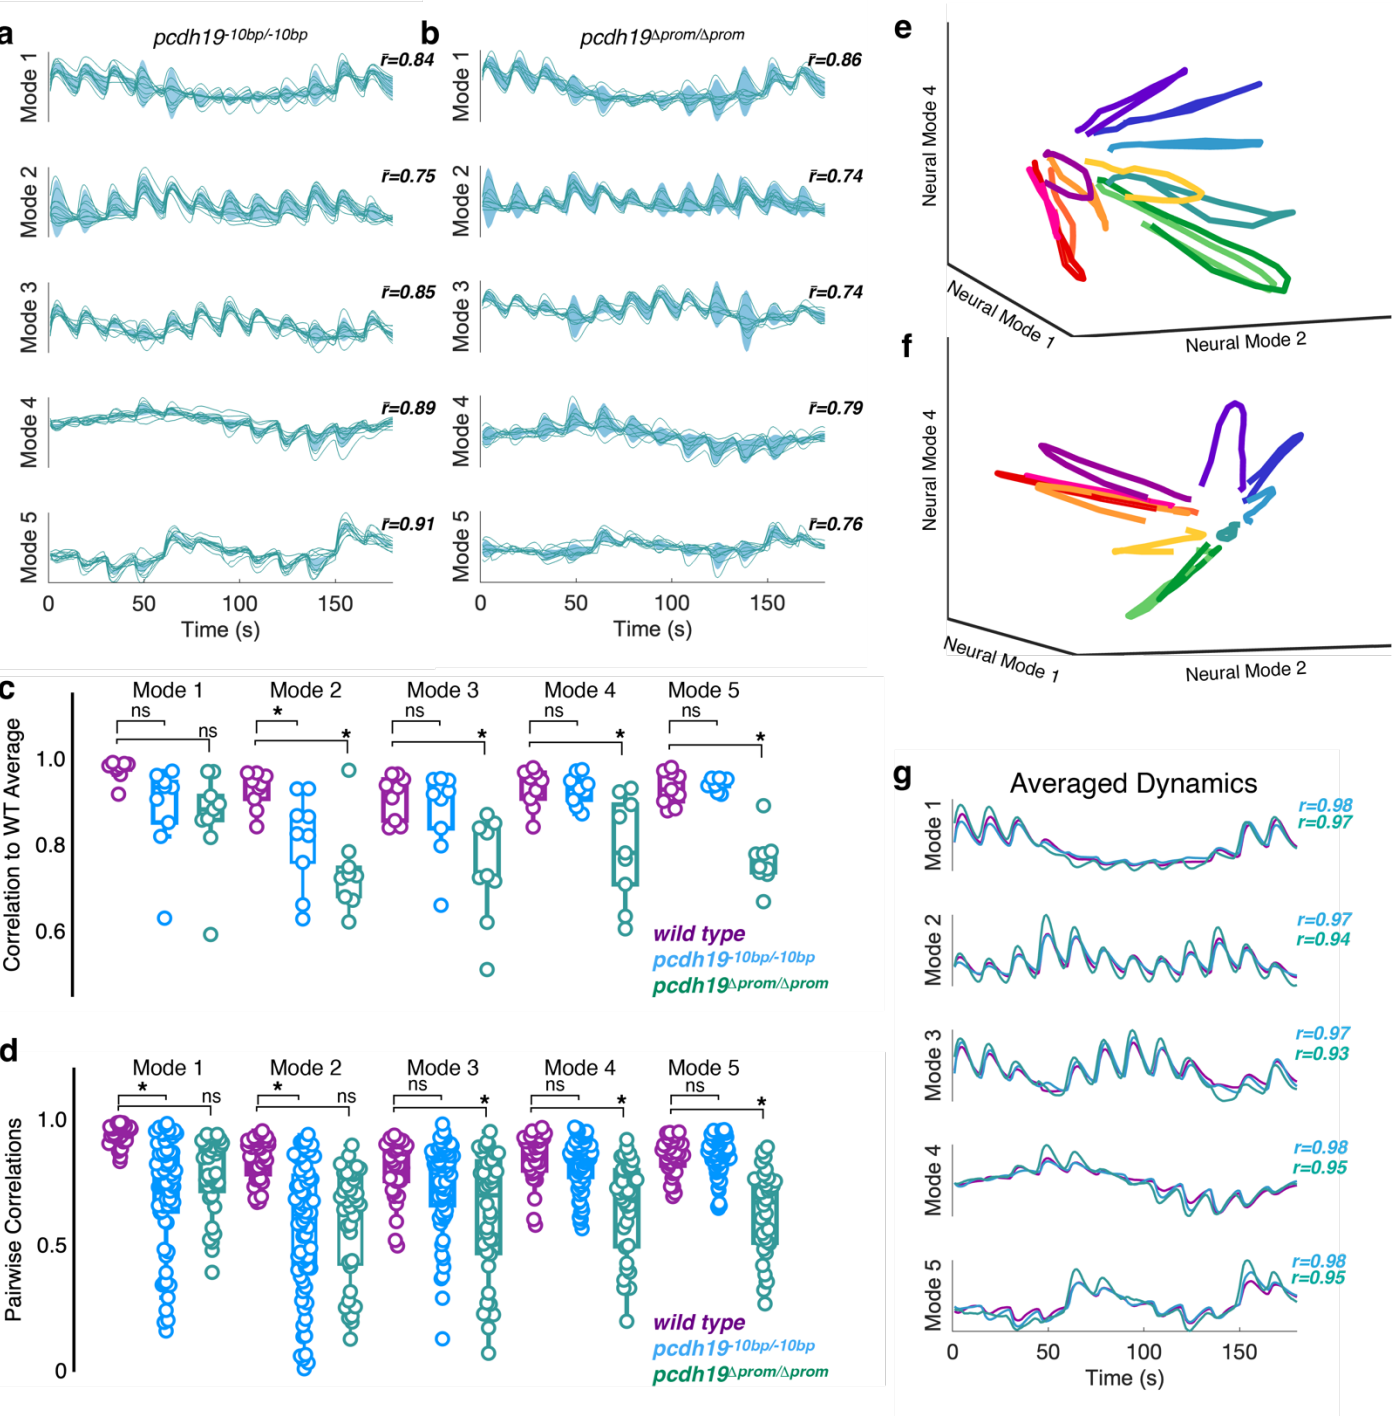 a
pcdh19-10bp/-10bp
Mode 1
r̄=0.84
Mode 2
r̄=0.75
Mode 3
r̄=0.85
Mode 4
r̄=0.89
Mode 5
r̄=0.91
0 50 100 150
Time (s)
b
pcdh19Δprom/Δprom
Mode 1
r̄=0.86
Mode 2
r̄=0.74
Mode 3
r̄=0.74
Mode 4
r̄=0.79
Mode 5
r̄=0.76
0 50 100 150
Time (s)
c
Mode 1 Mode 2 Mode 3 Mode 4 Mode 5
ns * ns ns ns
ns * * * *
Correlation to WT Average
1.0
0.8
0.6
wild type
pcdh19-10bp/-10bp
pcdh19Δprom/Δprom
d
Mode 1 Mode 2 Mode 3 Mode 4 Mode 5
* * ns ns ns
ns ns * * *
Pairwise Correlations
1.0
0.5
0
wild type
pcdh19-10bp/-10bp
pcdh19Δprom/Δprom
e
Neural Mode 4
Neural Mode 1
Neural Mode 2
f
Neural Mode 4
Neural Mode 1
Neural Mode 2
g
Averaged Dynamics
Mode 1
r=0.98
r=0.97
Mode 2
r=0.97
r=0.94
Mode 3
r=0.97
r=0.93
Mode 4
r=0.98
r=0.95
Mode 5
r=0.98
r=0.95
0 50 100 150
Time (s)